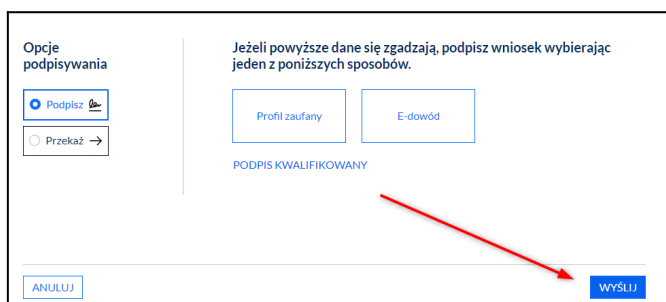 Opcje
podpisywania
Podpisz
Przekaż →
Jeżeli powyższe dane się zgadzają, podpisz wniosek wybierając
jeden z poniższych sposobów.
Profil zaufany
E-dowód
PODPIS KWALIFIKOWANY
ANULUJ
WYŚLIJ